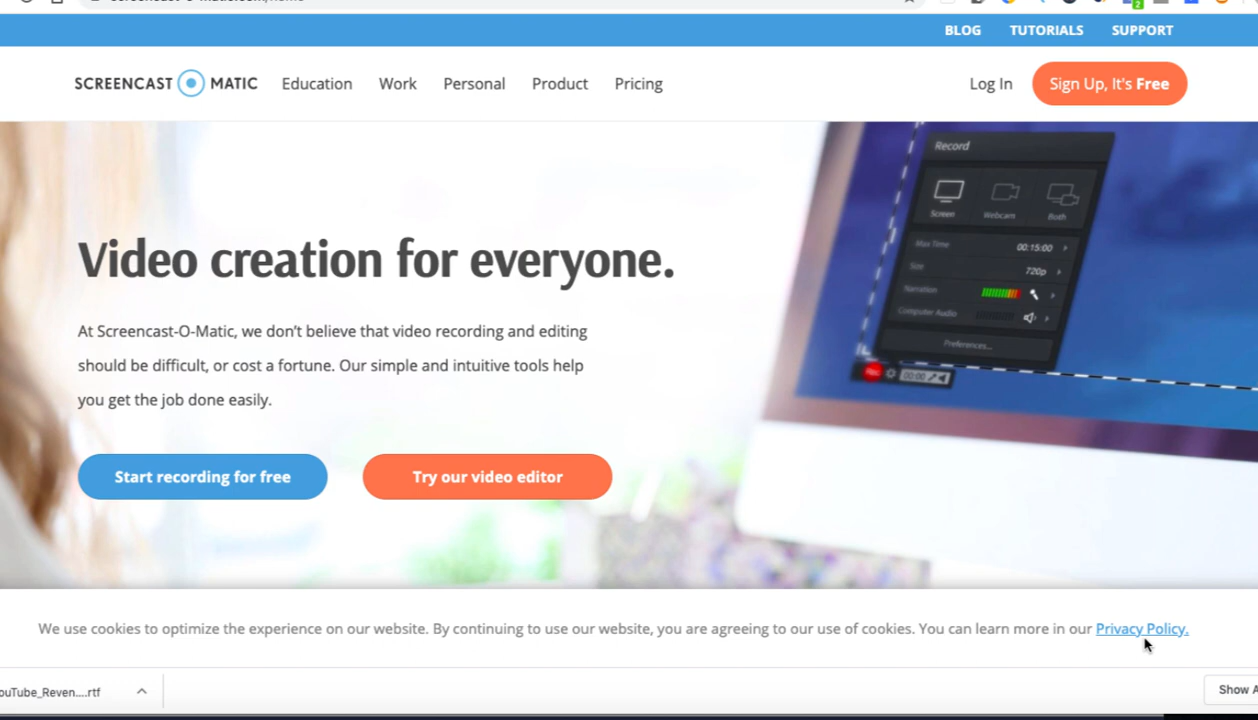 BLOG TUTORIALS SUPPORT
SCREENCAST MATIC Education Work Personal Product Pricing Log In Sign Up, It's Free
Record
Screen Webcam Both
Max Time 00:15:00
Size 720p
Narration
Computer Audio
Preferences...
Rec 00:00
Video creation for everyone.
At Screencast-O-Matic, we don't believe that video recording and editing
should be difficult, or cost a fortune. Our simple and intuitive tools help
you get the job done easily.
Start recording for free Try our video editor
We use cookies to optimize the experience on our website. By continuing to use our website, you are agreeing to our use of cookies. You can learn more in our Privacy Policy.
ouTube_Reven....rtf Show A